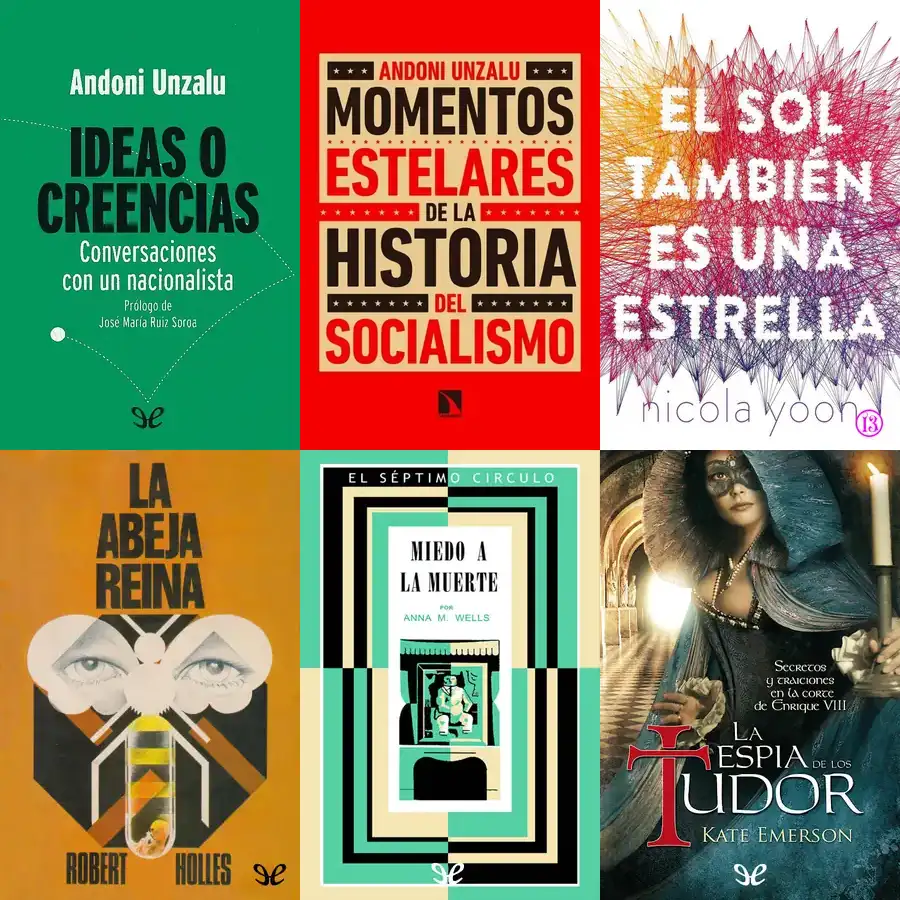 Andoni Unzalu
IDEAS O
CREENCIAS
Conversaciones
con un nacionalista
Prólogo de
José María Ruiz Soroa
ANDONI UNZALU
MOMENTOS
ESTELARES
DE LA
HISTORIA
DEL
SOCIALISMO
EL SOL
TAMBIÉN
ES UNA
ESTRELLA
nicola yoon
13
LA
ABEJA
REINA
ROBERT HOLLES
EL SÉPTIMO CIRCULO
MIEDO A
LA MUERTE
POR
ANNA M. WELLS
SECRETOS
Y TRAICIONES
EN LA CORTE
DE ENRIQUE VIII
LA
ESPIA DE LOS
TUDOR
KATE EMERSON